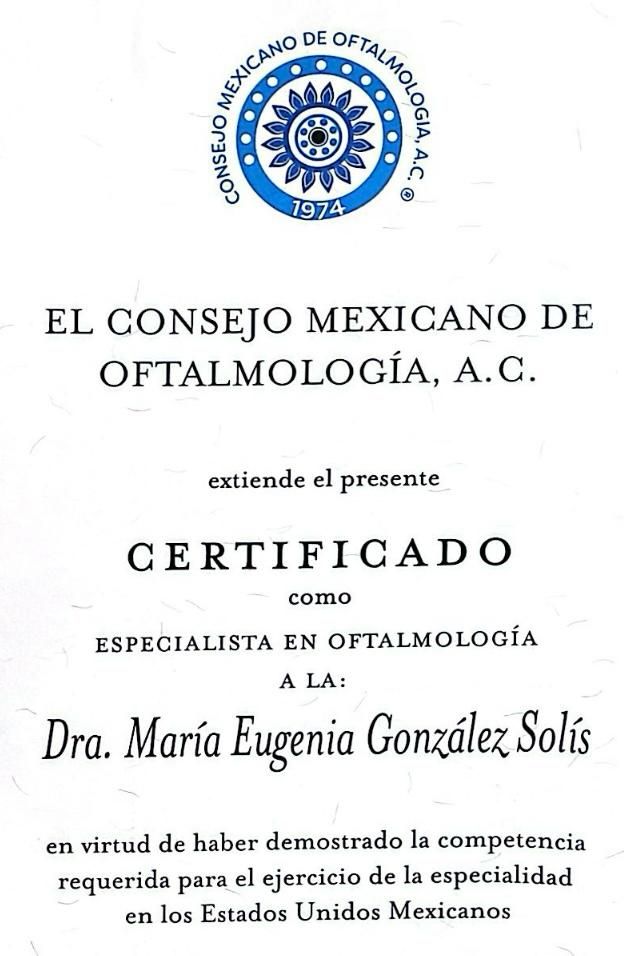 CONSEJO MEXICANO DE OFTALMOLOGIA, A.C. ®
1974
EL CONSEJO MEXICANO DE
OFTALMOLOGÍA, A.C.
extiende el presente
CERTIFICADO
como
ESPECIALISTA EN OFTALMOLOGÍA
A LA:
Dra. María Eugenia González Solís
en virtud de haber demostrado la competencia
requerida para el ejercicio de la especialidad
en los Estados Unidos Mexicanos